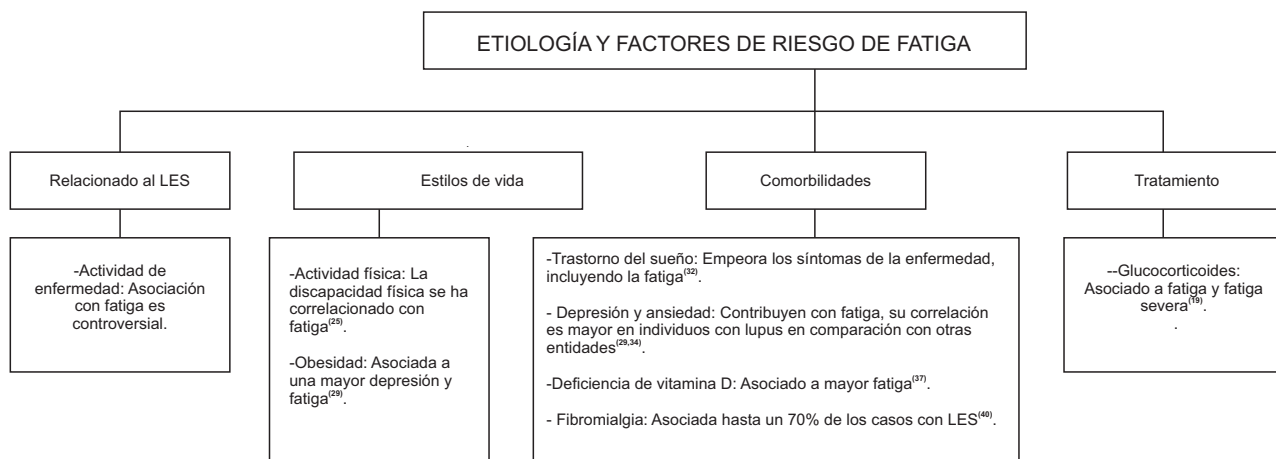 ETIOLOGÍA Y FACTORES DE RIESGO DE FATIGA
Relacionado al LES
Estilos de vida
Comorbilidades
Tratamiento
-Actividad de
enfermedad: Asociación
con fatiga es
controversial.
-Actividad física: La
discapacidad física se ha
correlacionado con
fatiga(25).
-Obesidad: Asociada a
una mayor depresión y
fatiga(29).
-Trastorno del sueño: Empeora los síntomas de la enfermedad,
incluyendo la fatiga(32).
- Depresión y ansiedad: Contribuyen con fatiga, su correlación
es mayor en individuos con lupus en comparación con otras
entidades(29,34).
-Deficiencia de vitamina D: Asociado a mayor fatiga(37).
- Fibromialgia: Asociada hasta un 70% de los casos con LES(40).
--Glucocorticoides:
Asociado a fatiga y fatiga
severa(19).
.